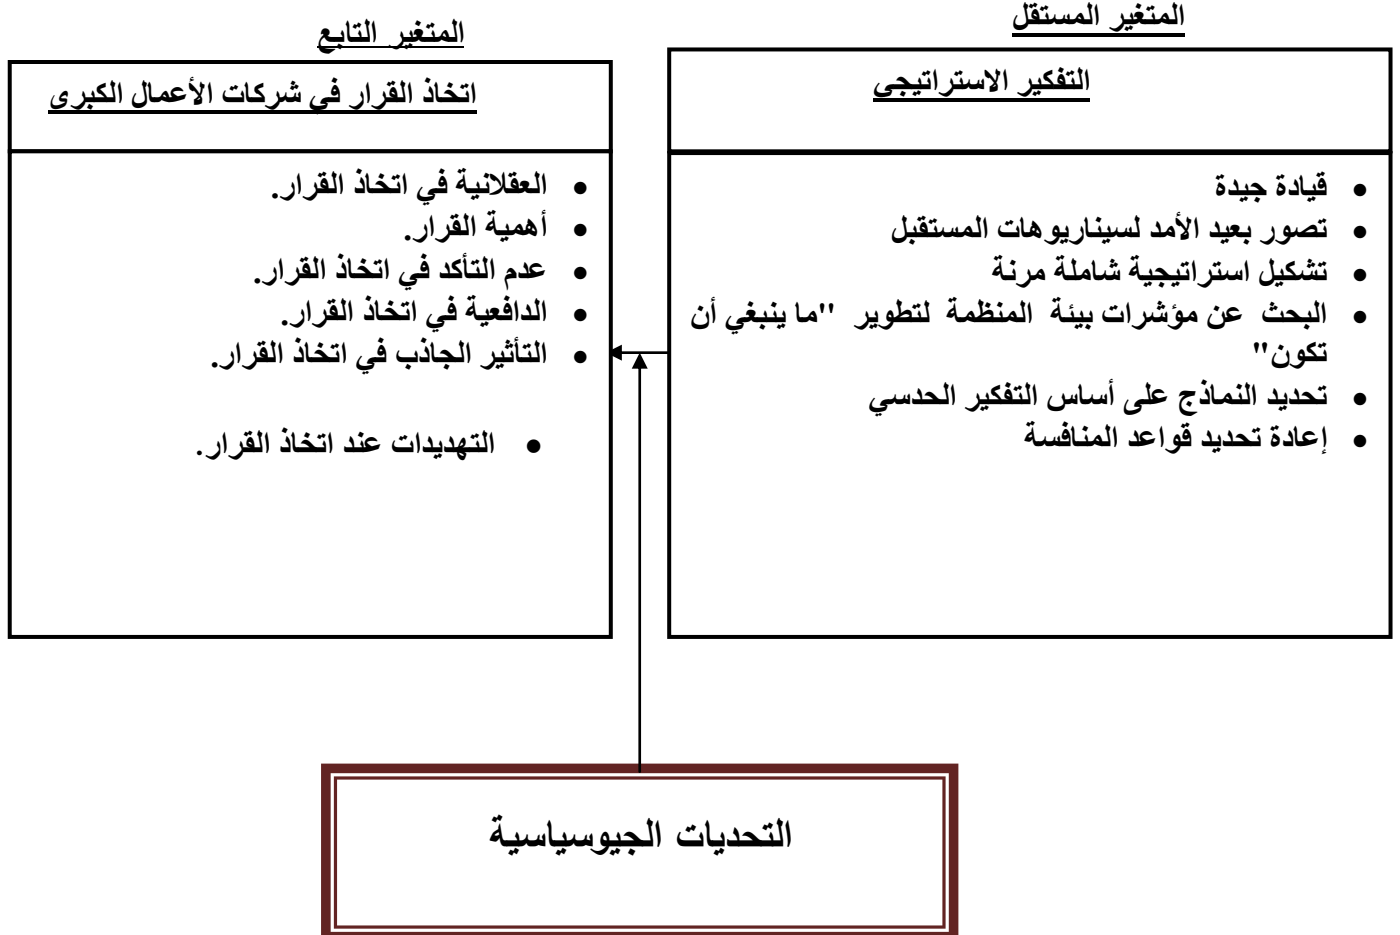 المتغير المستقل
التفكير الاستراتيجي
• قيادة جيدة
• تصور بعيد الأمد لسيناريوهات المستقبل
• تشكيل استراتيجية شاملة مرنة
• البحث عن مؤشرات بيئة المنظمة لتطوير "ما ينبغي أن
تكون"
• تحديد النماذج على أساس التفكير الحدسي
• إعادة تحديد قواعد المنافسة
المتغير التابع
اتخاذ القرار في شركات الأعمال الكبرى
• العقلانية في اتخاذ القرار.
• أهمية القرار.
• عدم التأكد في اتخاذ القرار.
• الدافعية في اتخاذ القرار.
• التأثير الجاذب في اتخاذ القرار.
• التهديدات عند اتخاذ القرار.
التحديات الجيوسياسية